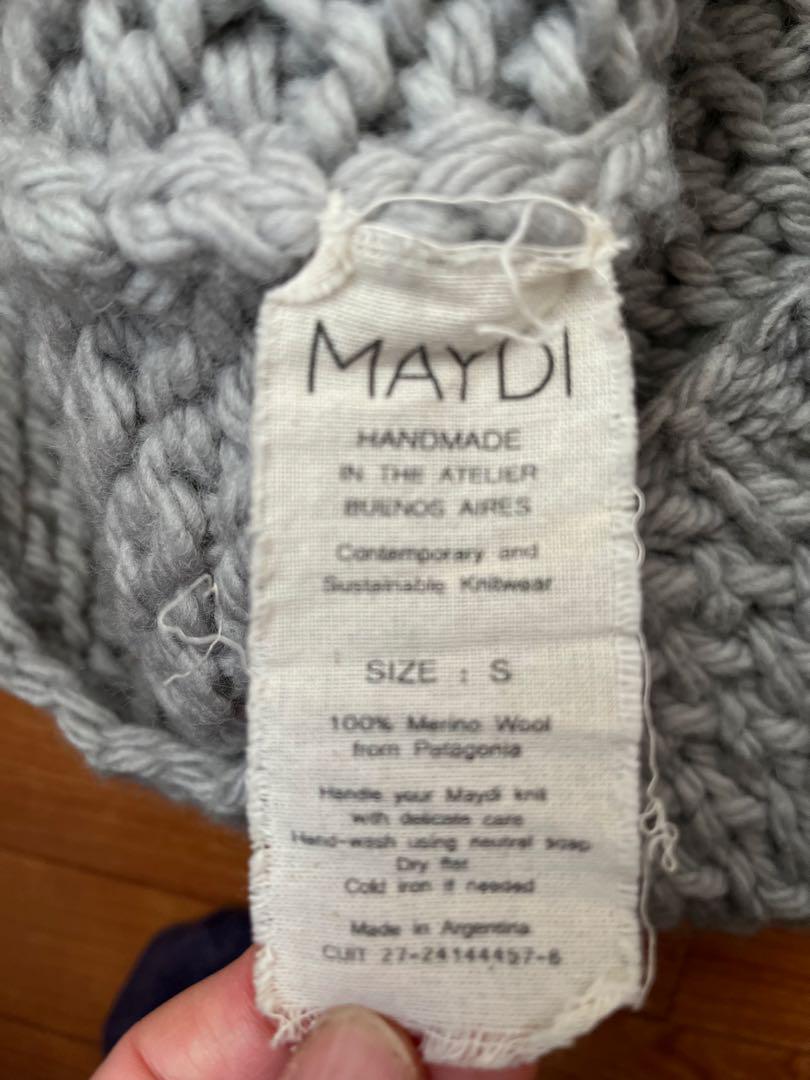 MAYDI
HANDMADE
IN THE ATELIER
BUENOS AIRES
Contemporary and
Sustainable Knitwear
SIZE : S
100% Merino Wool
from Patagonia
Handle your Maydi knit
with delicate care
Hand-wash using neutral soap
Dry flat
Cold iron if needed
Made in Argentina
CUIT 27-24144457-6